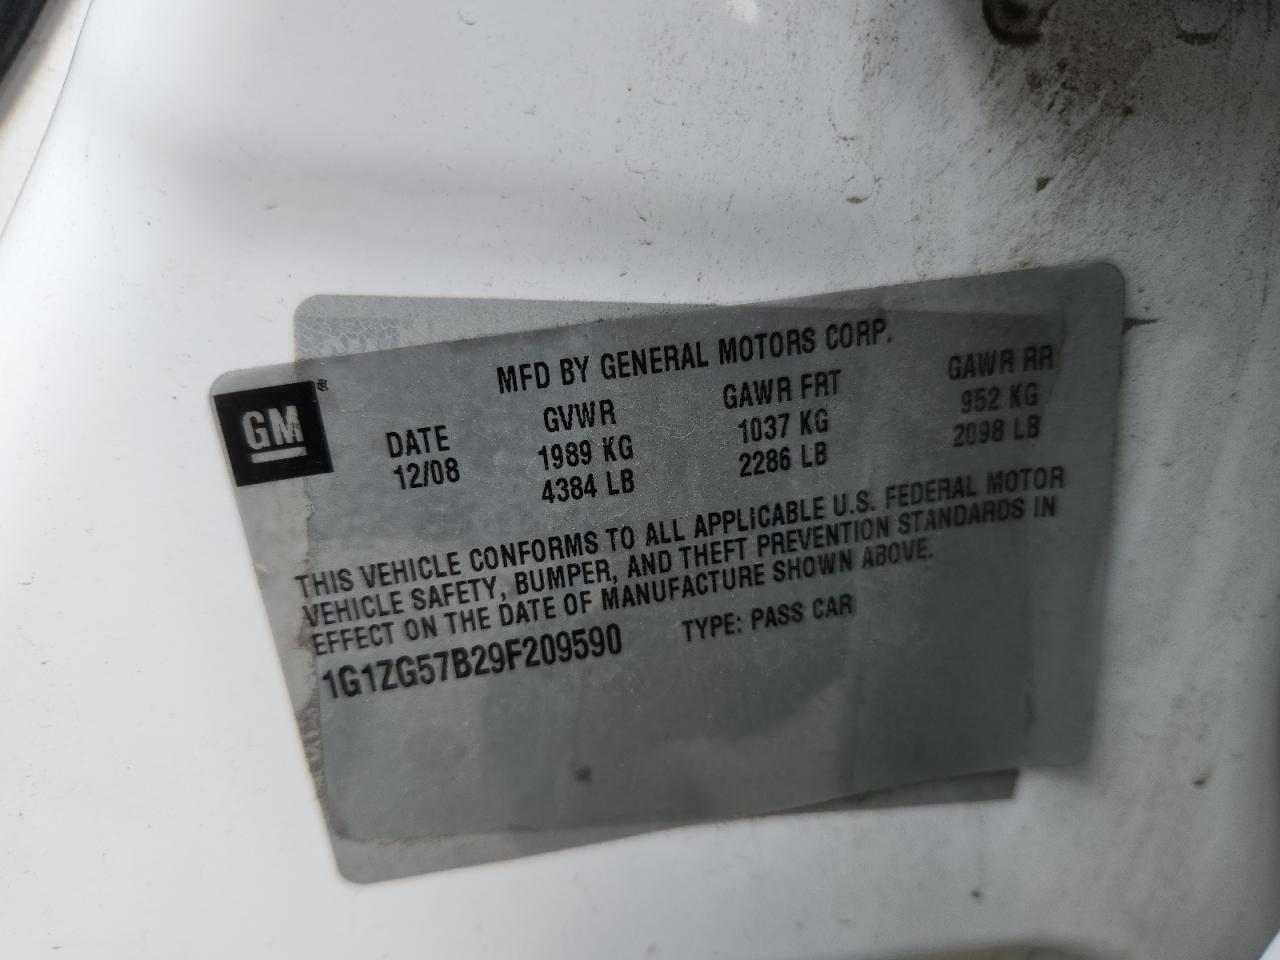 GM ®
MFD BY GENERAL MOTORS CORP.
DATE GVWR GAWR FRT GAWR RR
12/08 1989 KG 1037 KG 952 KG
4384 LB 2286 LB 2098 LB
THIS VEHICLE CONFORMS TO ALL APPLICABLE U.S. FEDERAL MOTOR
VEHICLE SAFETY, BUMPER, AND THEFT PREVENTION STANDARDS IN
EFFECT ON THE DATE OF MANUFACTURE SHOWN ABOVE.
1G1ZG57B29F209590 TYPE: PASS CAR